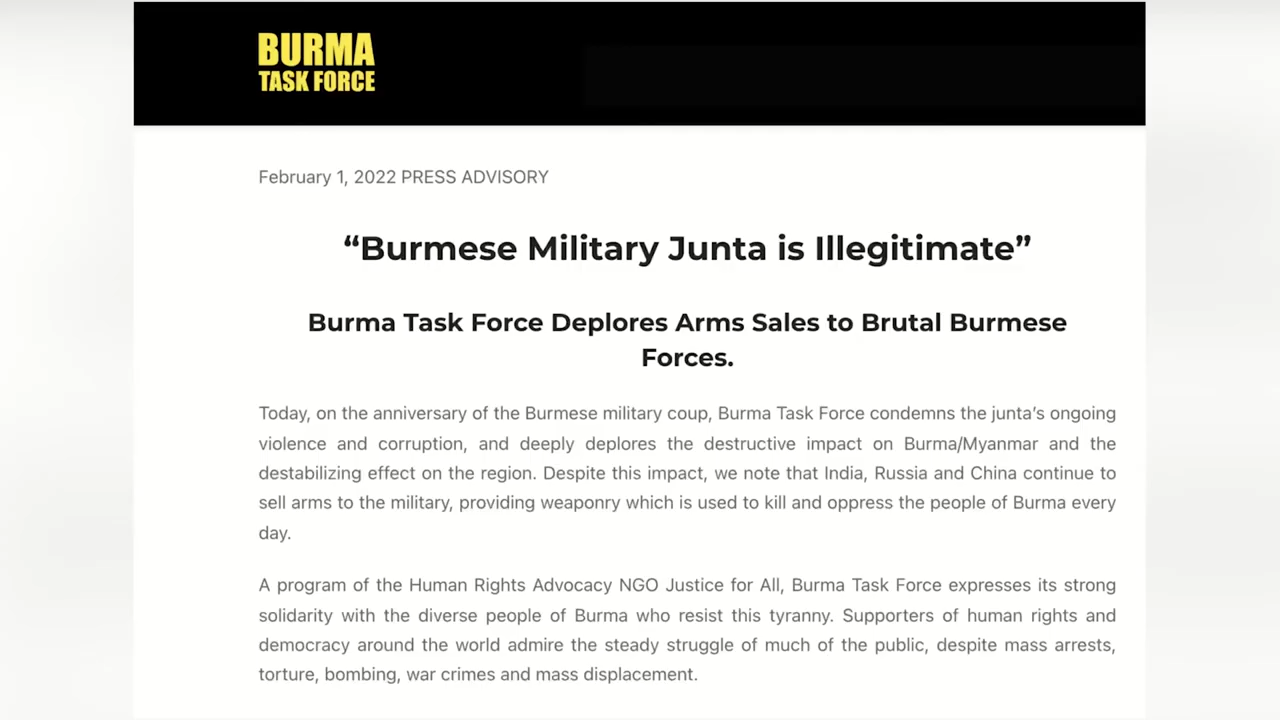 BURMA
TASK FORCE
February 1, 2022 PRESS ADVISORY
“Burmese Military Junta is Illegitimate”
Burma Task Force Deplores Arms Sales to Brutal Burmese
Forces.
Today, on the anniversary of the Burmese military coup, Burma Task Force condemns the junta’s ongoing
violence and corruption, and deeply deplores the destructive impact on Burma/Myanmar and the
destabilizing effect on the region. Despite this impact, we note that India, Russia and China continue to
sell arms to the military, providing weaponry which is used to kill and oppress the people of Burma every
day.
A program of the Human Rights Advocacy NGO Justice for All, Burma Task Force expresses its strong
solidarity with the diverse people of Burma who resist this tyranny. Supporters of human rights and
democracy around the world admire the steady struggle of much of the public, despite mass arrests,
torture, bombing, war crimes and mass displacement.